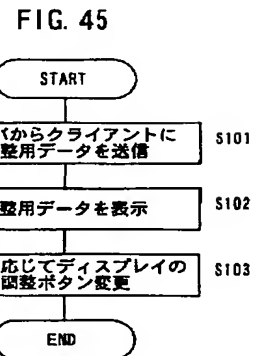 FIG. 45
START
からクライアントに
整用データを送信
S101
整用データを表示
S102
応じてディスプレイの
調整ボタン変更
S103
END